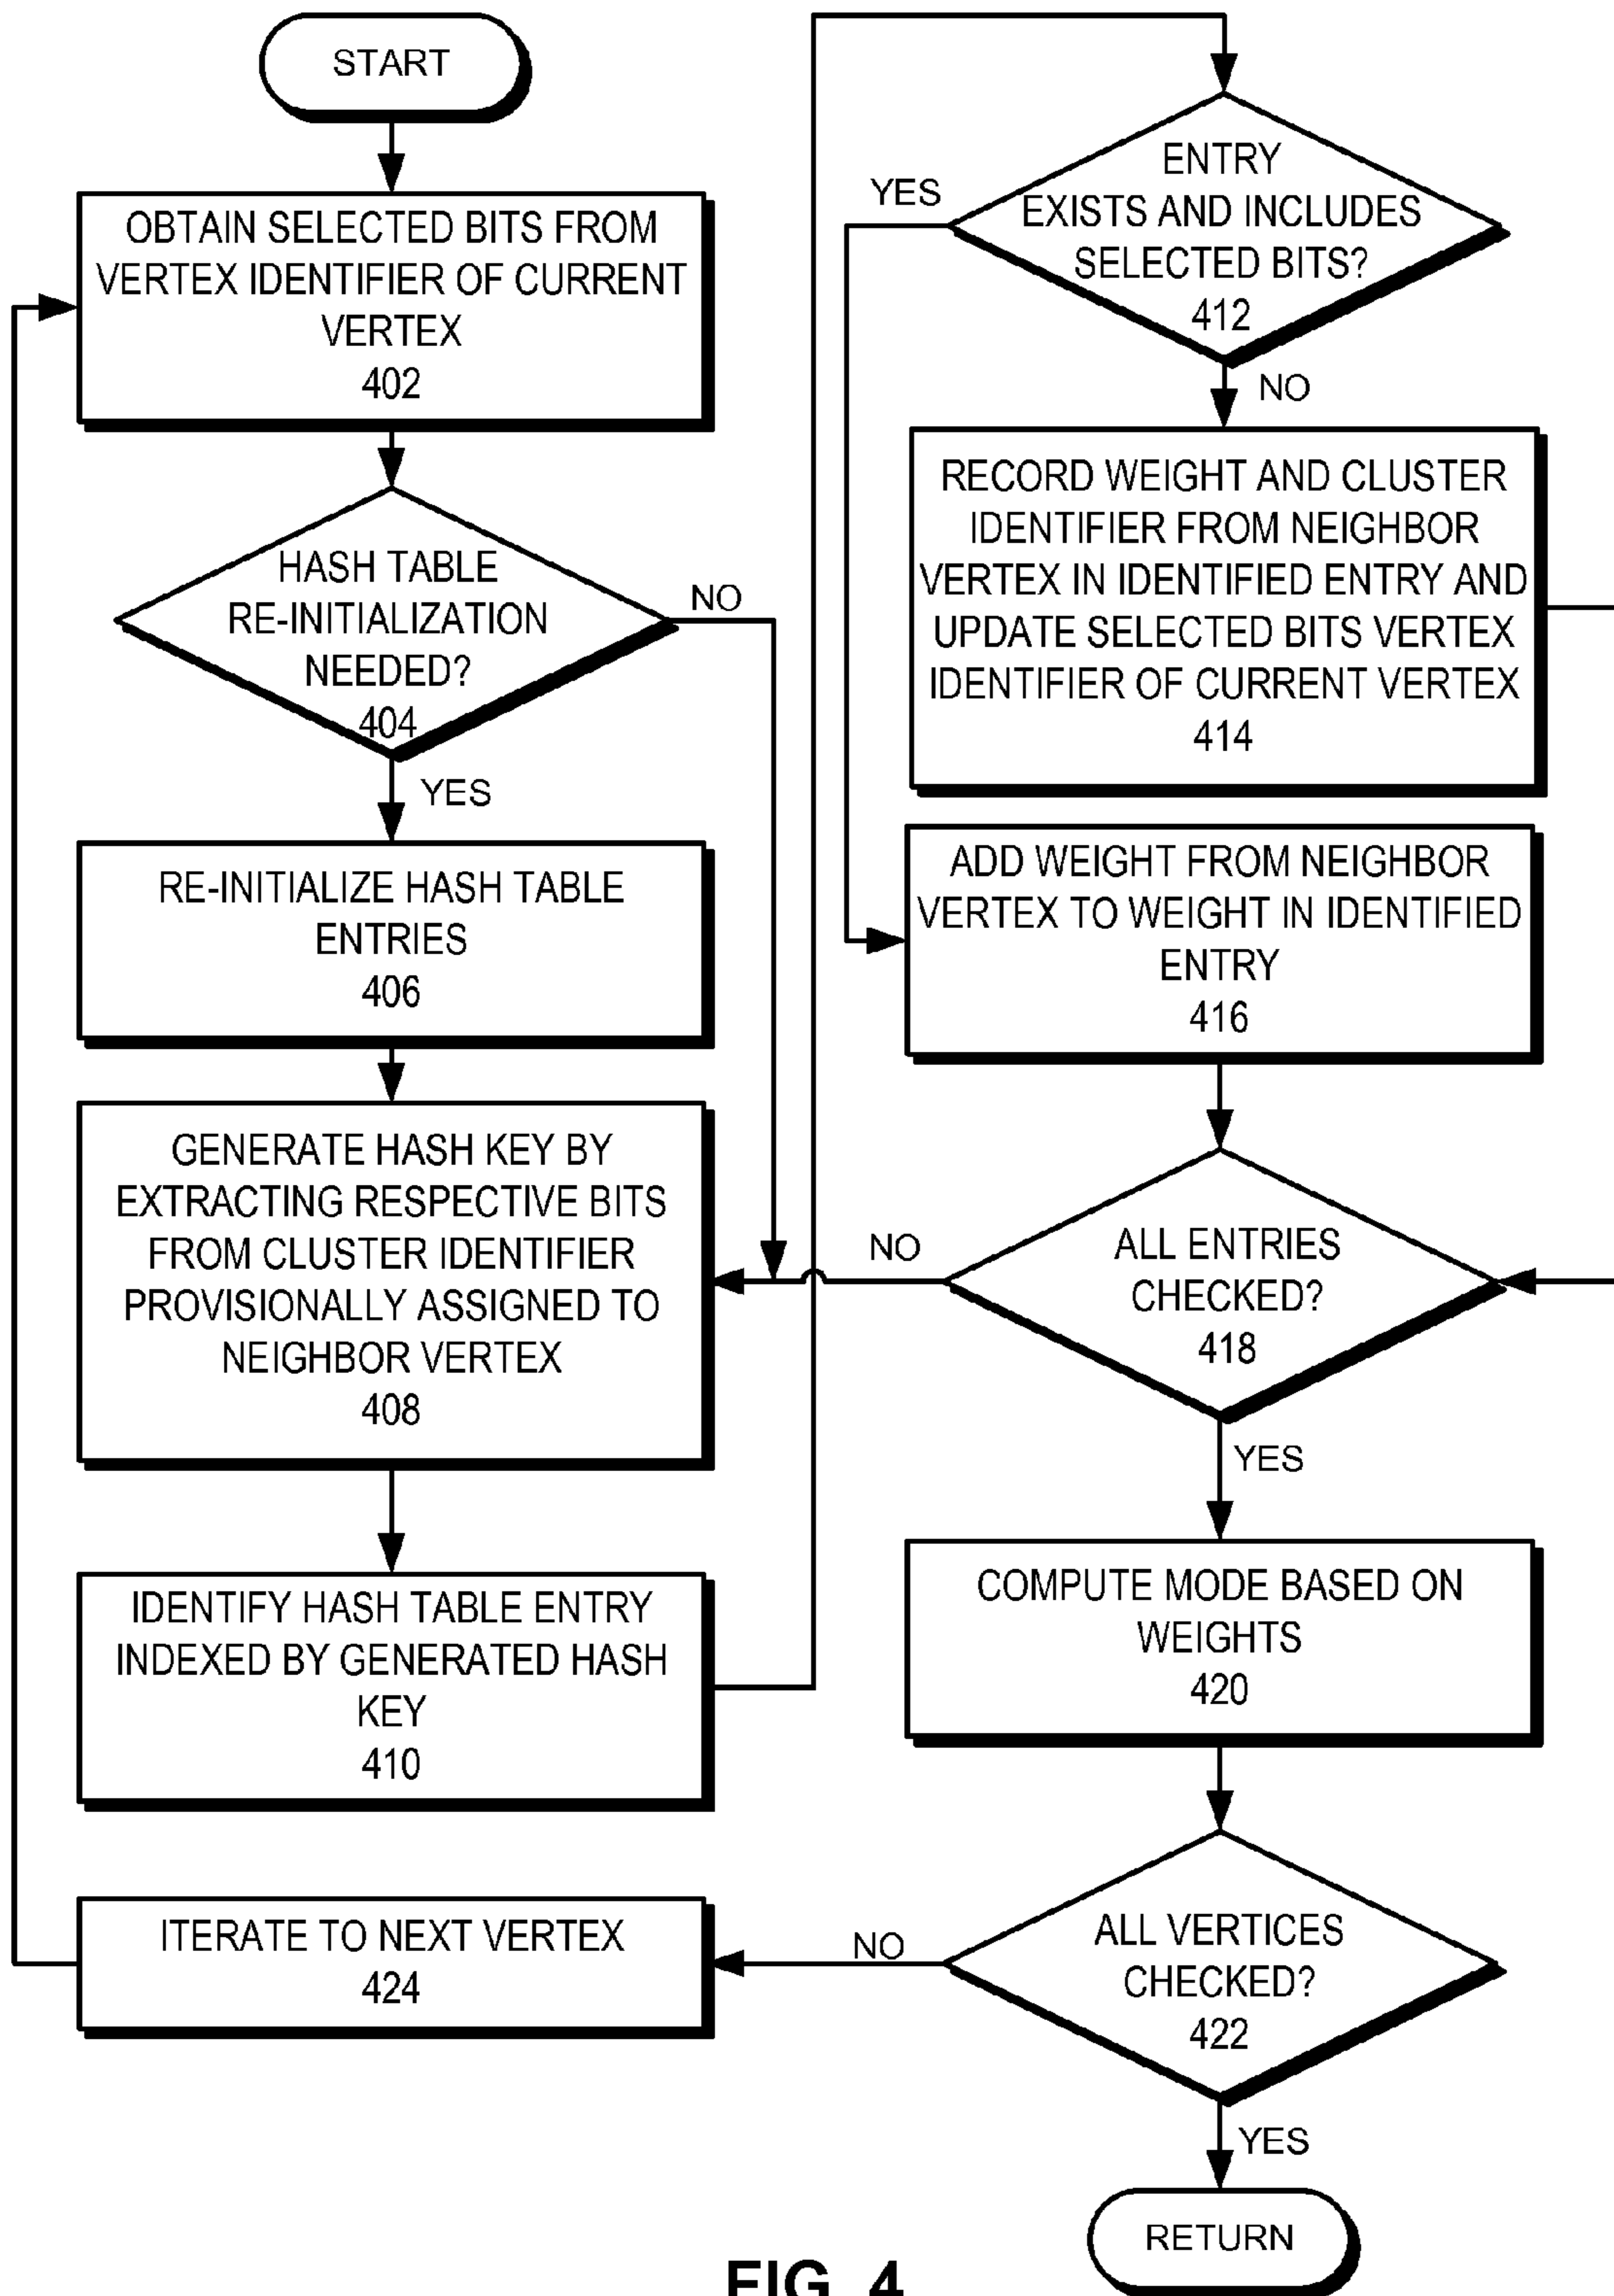 START
OBTAIN SELECTED BITS FROM
VERTEX IDENTIFIER OF CURRENT
VERTEX
402
HASH TABLE
RE-INITIALIZATION
NEEDED?
404
NO
YES
RE-INITIALIZE HASH TABLE
ENTRIES
406
GENERATE HASH KEY BY
EXTRACTING RESPECTIVE BITS
FROM CLUSTER IDENTIFIER
PROVISIONALLY ASSIGNED TO
NEIGHBOR VERTEX
408
IDENTIFY HASH TABLE ENTRY
INDEXED BY GENERATED HASH
KEY
410
ITERATE TO NEXT VERTEX
424
ENTRY
EXISTS AND INCLUDES
SELECTED BITS?
412
YES
NO
RECORD WEIGHT AND CLUSTER
IDENTIFIER FROM NEIGHBOR
VERTEX IN IDENTIFIED ENTRY AND
UPDATE SELECTED BITS VERTEX
IDENTIFIER OF CURRENT VERTEX
414
ADD WEIGHT FROM NEIGHBOR
VERTEX TO WEIGHT IN IDENTIFIED
ENTRY
416
ALL ENTRIES
CHECKED?
418
NO
YES
COMPUTE MODE BASED ON
WEIGHTS
420
ALL VERTICES
CHECKED?
422
NO
YES
RETURN
FIG. 4